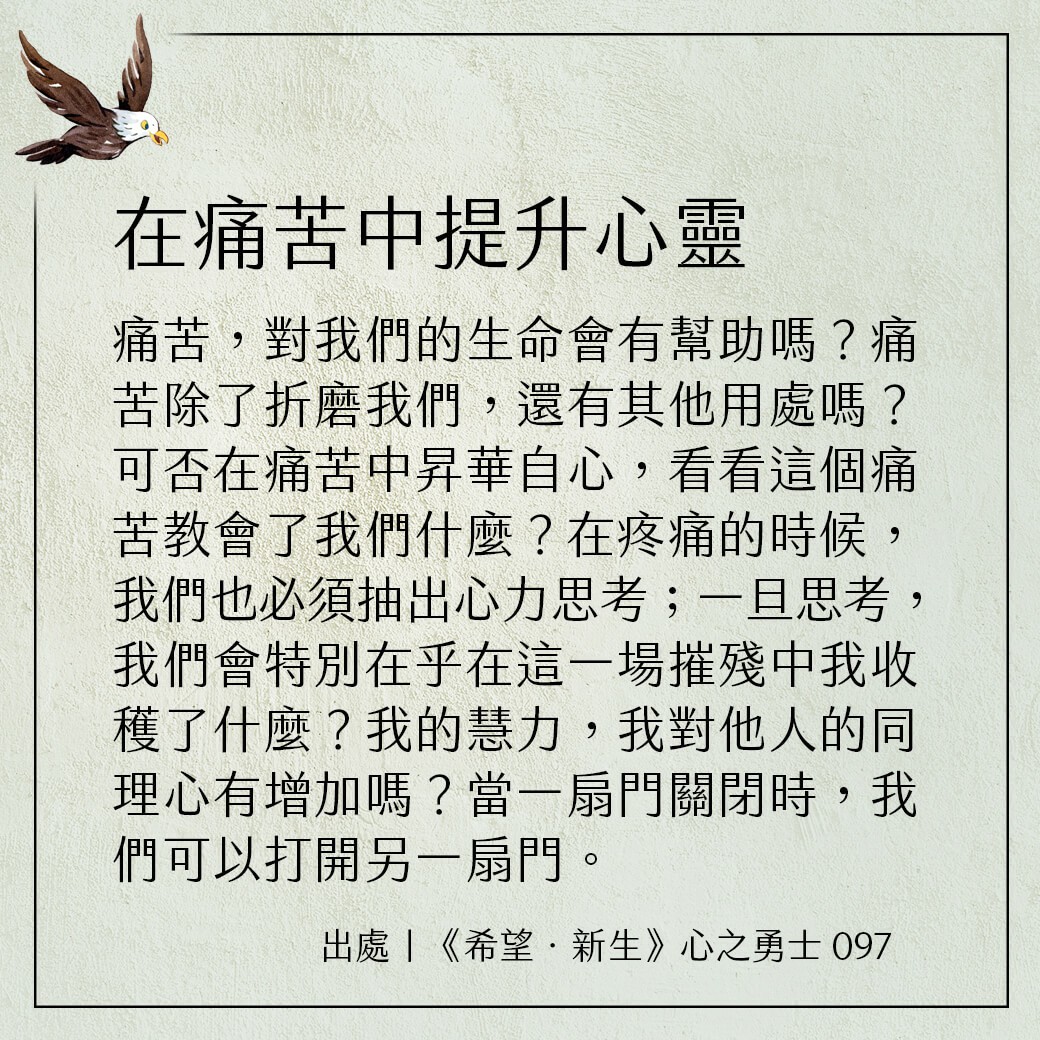 在痛苦中提升心靈
痛苦，對我們的生命會有幫助嗎？痛
苦除了折磨我們，還有其他用處嗎？
可否在痛苦中昇華自心，看看這個痛
苦教會了我們什麼？在疼痛的時候，
我們也必須抽出心力思考；一旦思考，
我們會特別在乎在這一場摧殘中我收
穫了什麼？我的慧力，我對他人的同
理心有增加嗎？當一扇門關閉時，我
們可以打開另一扇門。
出處｜《希望．新生》心之勇士 097